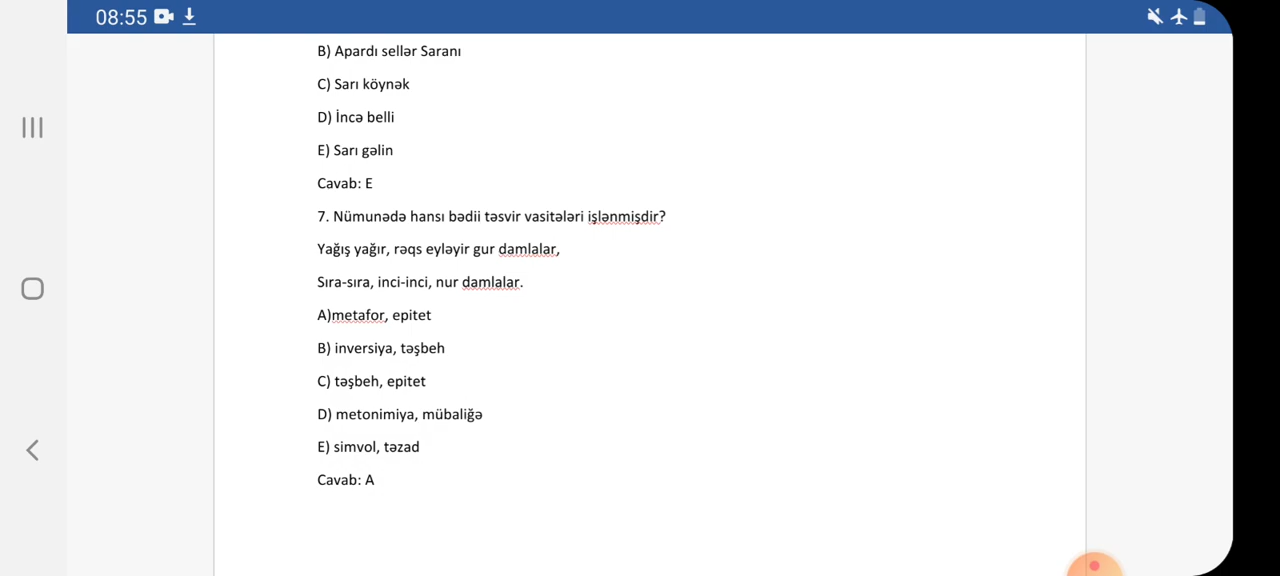 08:55
B) Apardı sellər Saranı
C) Sarı köynək
D) İncə belli
E) Sarı gəlin
Cavab: E
7. Nümunədə hansı bədii təsvir vasitələri işlənmişdir?
Yağış yağır, rəqs eyləyir gur damlalar,
Sıra-sıra, inci-inci, nur damlalar.
A)metafor, epitet
B) inversiya, təşbeh
C) təşbeh, epitet
D) metonimiya, mübaliğə
E) simvol, təzad
Cavab: A